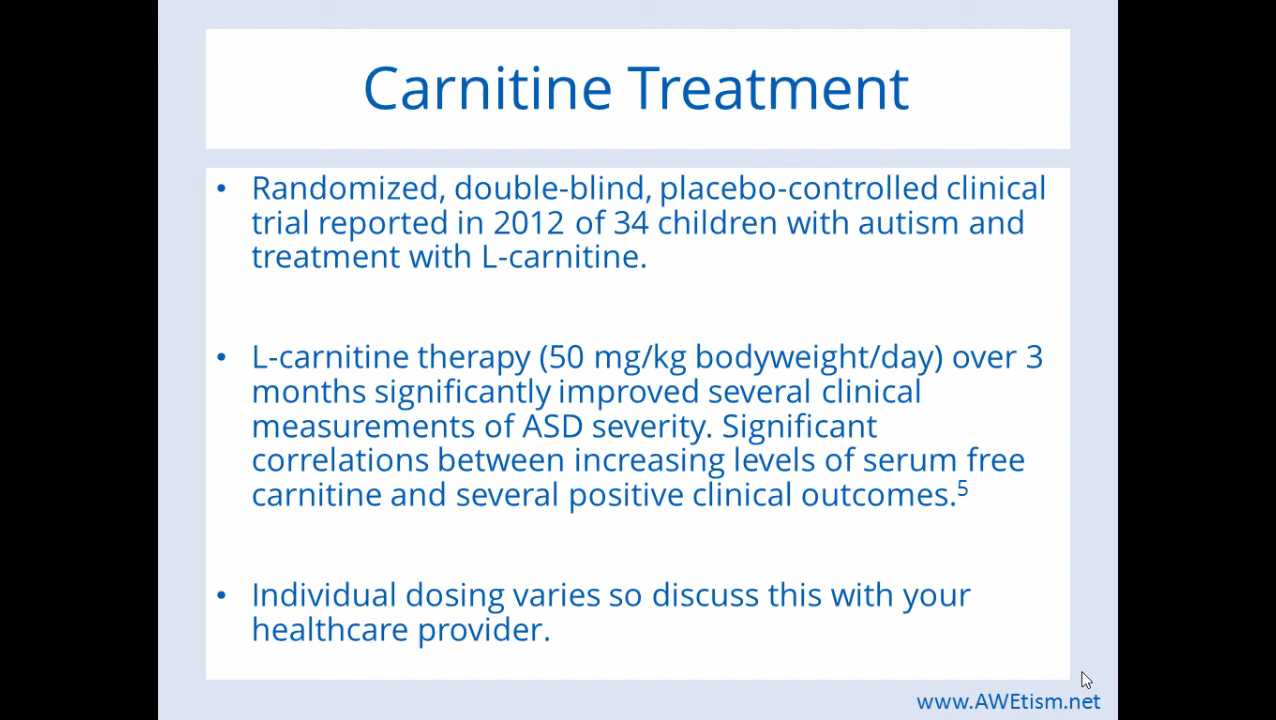 Carnitine Treatment
• Randomized, double-blind, placebo-controlled clinical
trial reported in 2012 of 34 children with autism and
treatment with L-carnitine.
• L-carnitine therapy (50 mg/kg bodyweight/day) over 3
months significantly improved several clinical
measurements of ASD severity. Significant
correlations between increasing levels of serum free
carnitine and several positive clinical outcomes.⁵
• Individual dosing varies so discuss this with your
healthcare provider.
www.AWEtism.net